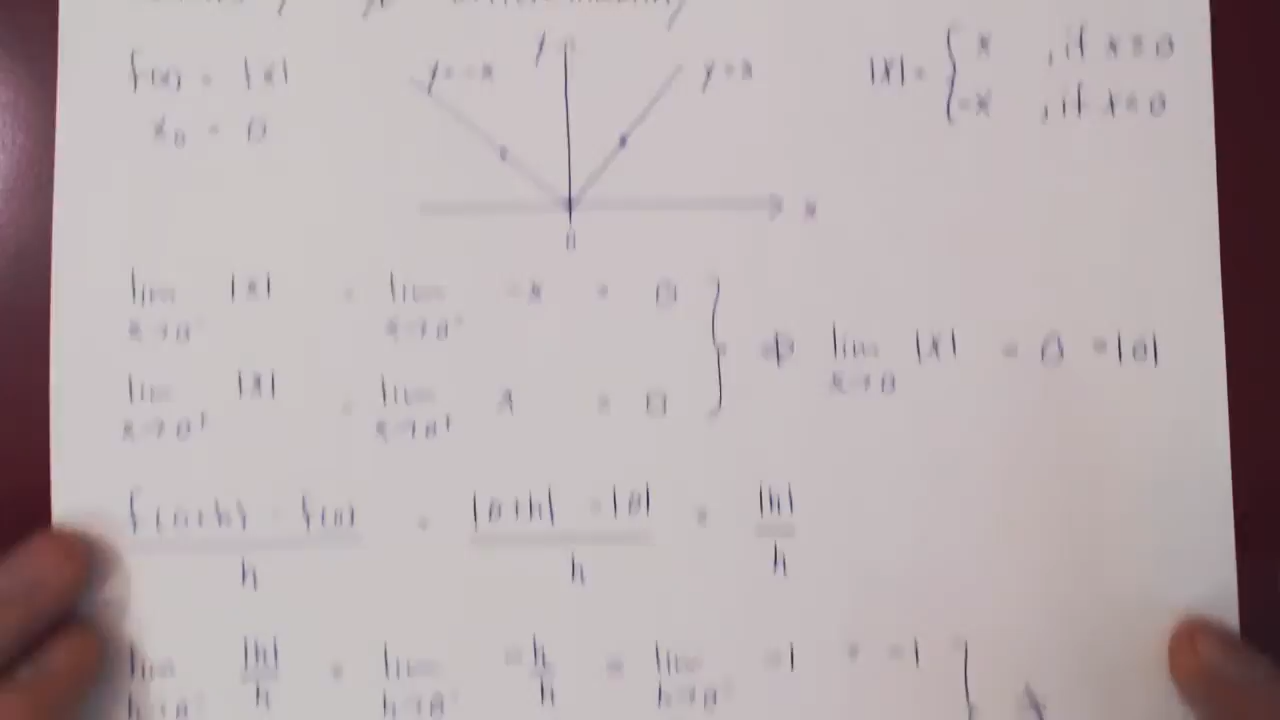 f(x) = |x|
x₀ = 0
y = -x
y
y = x
x
0
|x| = { x , if x ≥ 0
-x , if x < 0
lim x→0⁻ |x| = lim x→0⁻ -x = 0
lim x→0⁺ |x| = lim x→0⁺ x = 0
} ⇒ lim x→0 |x| = 0 = |0|
f(0+h) - f(0) / h = |0+h| - |0| / h = |h| / h
lim h→0⁻ |h|/h = lim h→0⁻ -h/h = lim h→0⁻ -1 = -1 }